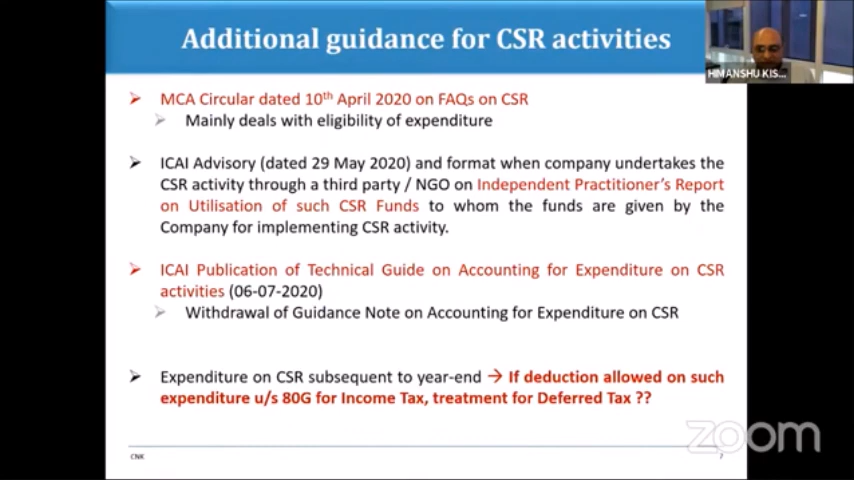 Additional guidance for CSR activities
HIMANSHU KIS...
MCA Circular dated 10th April 2020 on FAQs on CSR
Mainly deals with eligibility of expenditure
ICAI Advisory (dated 29 May 2020) and format when company undertakes the
CSR activity through a third party / NGO on Independent Practitioner's Report
on Utilisation of such CSR Funds to whom the funds are given by the
Company for implementing CSR activity.
ICAI Publication of Technical Guide on Accounting for Expenditure on CSR
activities (06-07-2020)
Withdrawal of Guidance Note on Accounting for Expenditure on CSR
Expenditure on CSR subsequent to year-end → If deduction allowed on such
expenditure u/s 80G for Income Tax, treatment for Deferred Tax ??
zoom
CNK
7